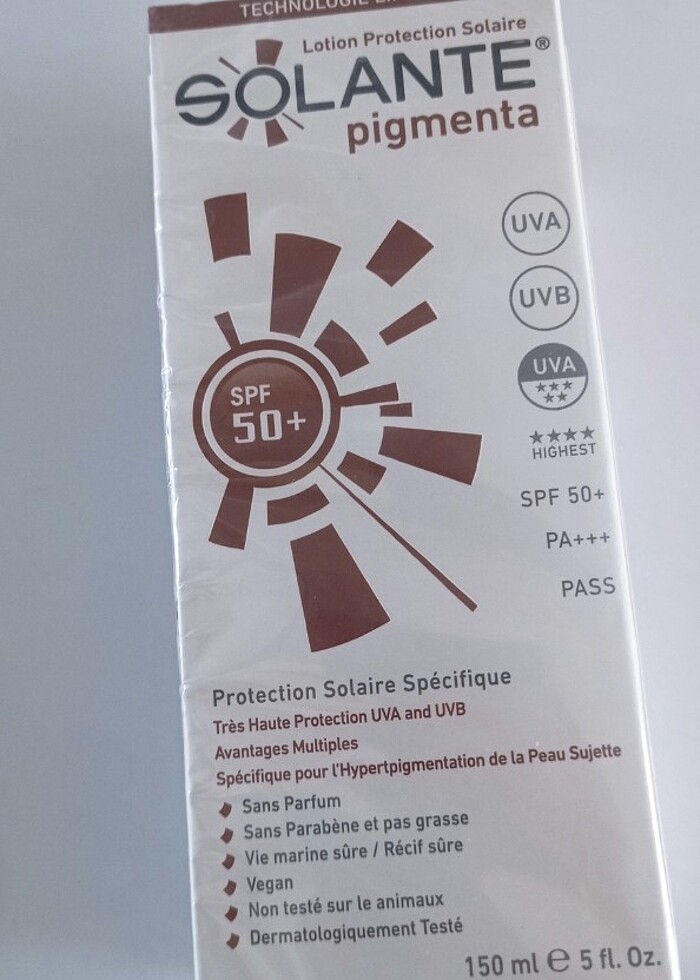 TECHNOLOGIE
Lotion Protection Solaire
SOLANTE®
pigmenta
UVA
UVB
UVA
★★★
★★
★★★★
HIGHEST
SPF
50+
SPF 50+
PA+++
PASS
Protection Solaire Spécifique
Très Haute Protection UVA and UVB
Avantages Multiples
Spécifique pour l'Hypertpigmentation de la Peau Sujette
Sans Parfum
Sans Parabène et pas grasse
Vie marine sûre / Récif sûre
Vegan
Non testé sur le animaux
Dermatologiquement Testé
150 ml e 5 fl. Oz.